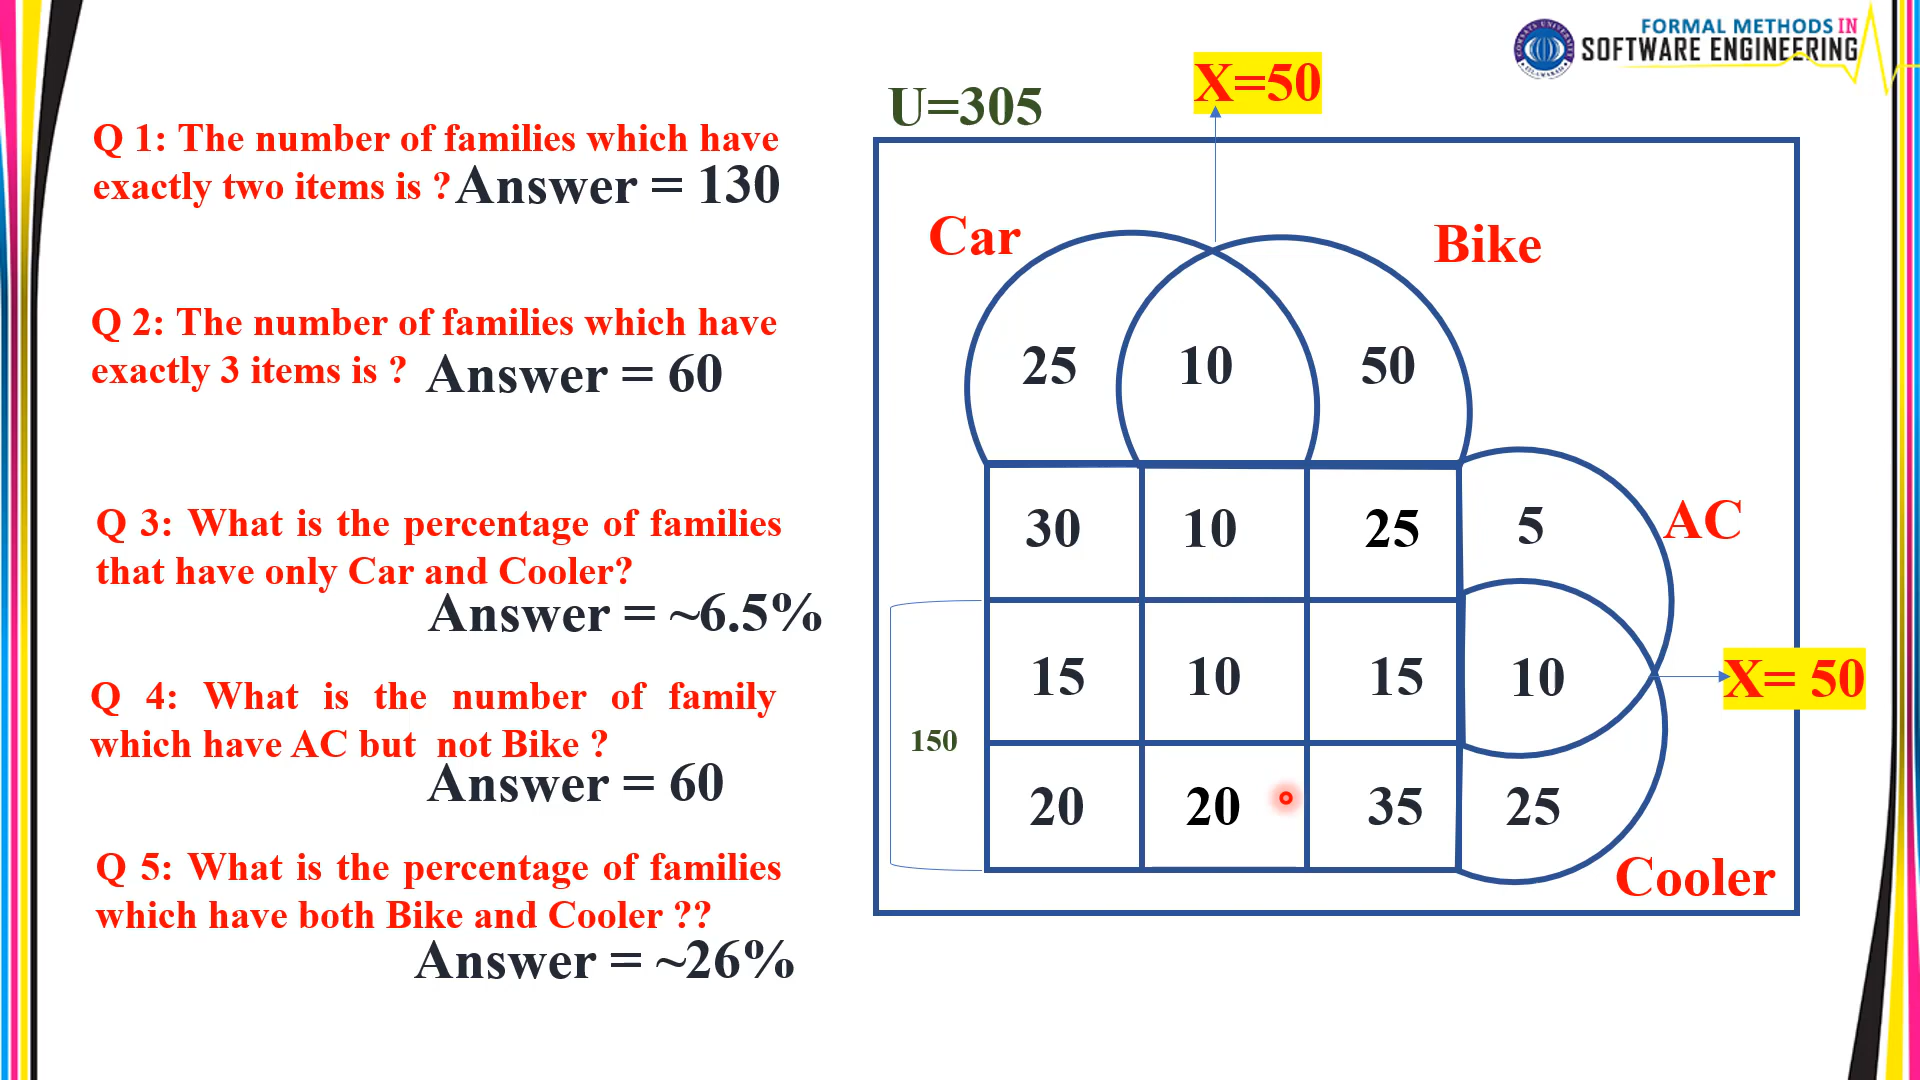 FORMAL METHODS IN
SOFTWARE ENGINEERING
Q 1: The number of families which have
exactly two items is ? Answer = 130
Q 2: The number of families which have
exactly 3 items is ? Answer = 60
Q 3: What is the percentage of families
that have only Car and Cooler?
Answer = ~6.5%
Q 4: What is the number of family
which have AC but not Bike ?
Answer = 60
Q 5: What is the percentage of families
which have both Bike and Cooler ??
Answer = ~26%
X=50
U=305
Car
Bike
25 10 50
30 10 25 5
AC
15 10 15 10
X= 50
150
20 20 35 25
Cooler